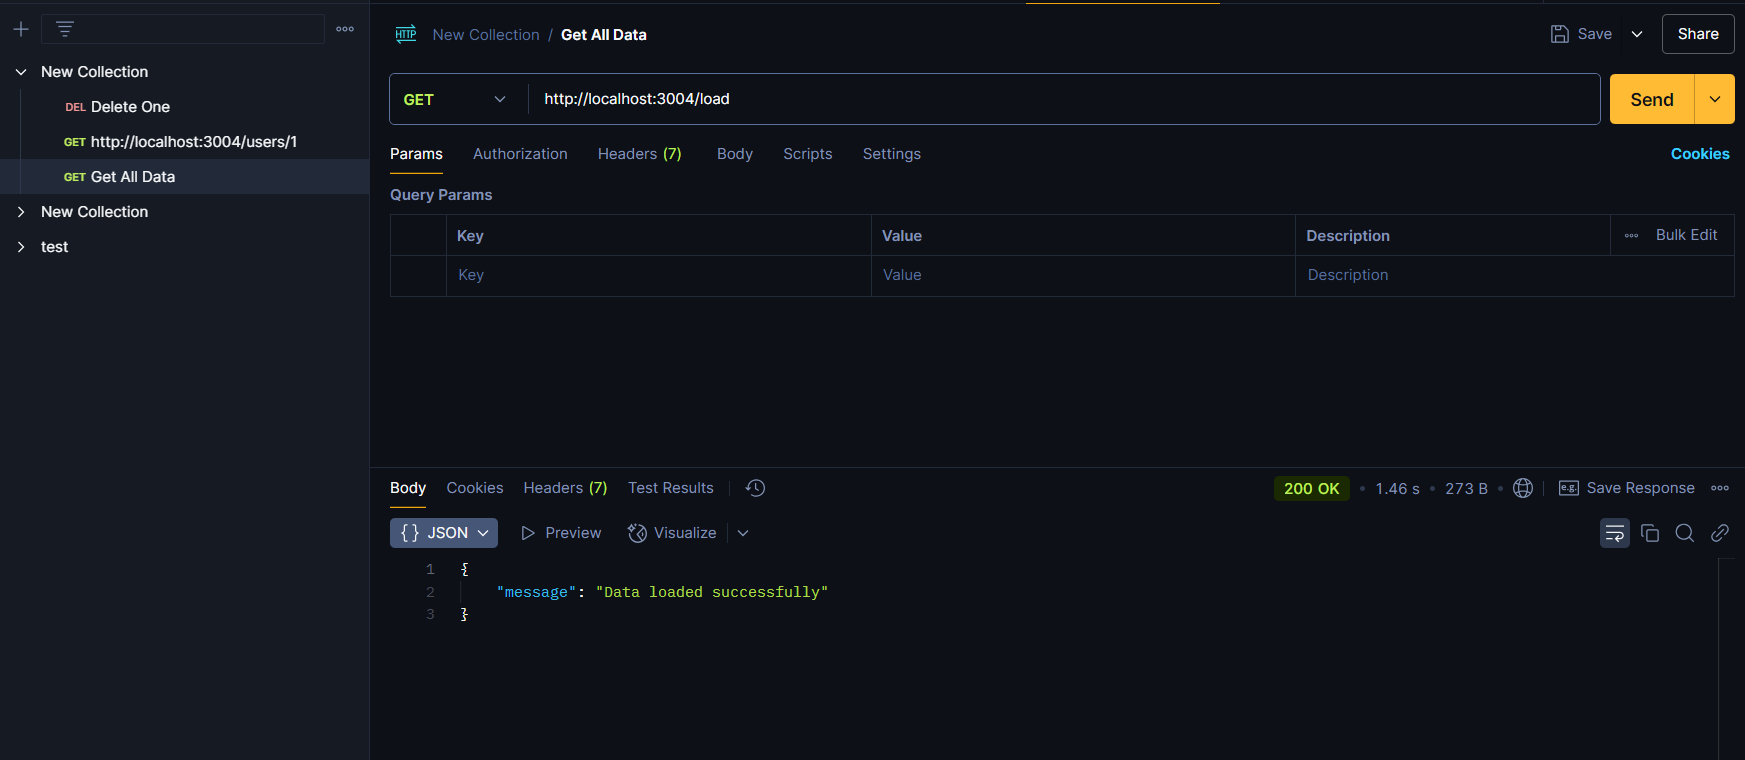 New Collection
DEL Delete One
GET http://localhost:3004/users/1
GET Get All Data
New Collection
test
HTTP New Collection / Get All Data
Save
Share
GET http://localhost:3004/load
Send
Params Authorization Headers (7) Body Scripts Settings
Cookies
Query Params
Key Value Description Bulk Edit
Key Value Description
Body Cookies Headers (7) Test Results
200 OK • 1.46 s • 273 B •
e.g. Save Response
{} JSON Preview Visualize
1 {
2 "message": "Data loaded successfully"
3 }